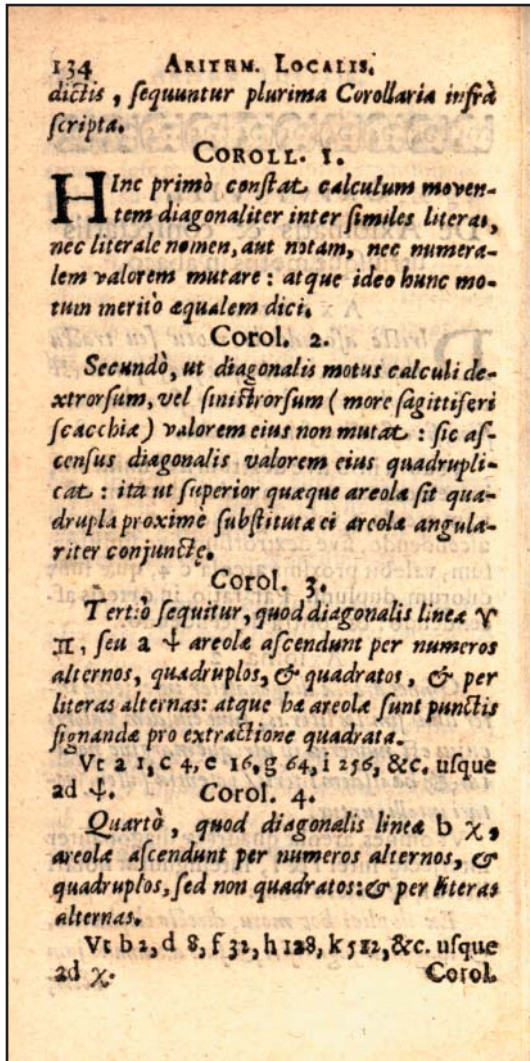 134 ARITHM. LOCALIS.
dictis, ſequuntur plurima Corollaria infrà
ſcripta.
COROLL. 1.
HInc primò conſtat calculum moven-
tem diagonaliter inter ſimiles literas,
nec literale nomen, aut notam, nec numera-
lem valorem mutare: atque ideo hunc mo-
tum meritò æqualem dici.
Corol. 2.
Secundò, ut diagonalis motus calculi de-
xtrorſum, vel ſiniſtrorſum (more ſagittiferi
ſcacchiæ) valorem eius non mutat: ſic aſ-
cenſus diagonalis valorem eius quadrupli-
cat: ita ut ſuperior quæque areola ſit qua-
drupla proximè ſubſtitutæ ei areolæ angula-
riter conjunctę.
Corol. 3.
Tertiò ſequitur, quod diagonalis lineæ ♈
♊, ſeu a ↓ areolæ aſcendunt per numeros
alternos, quadruplos, & quadratos, & per
literas alternas: atque hæ areolæ ſunt punctis
ſignandæ pro extractione quadrata.
Vt a 1, c 4, e 16, g 64, i 256, &c. uſque
ad ↓. Corol. 4.
Quartò, quod diagonalis lineæ b χ,
areolæ aſcendunt per numeros alternos, &
quadruplos, ſed non quadratos: & per literas
alternas.
Vt b 2, d 8, f 32, h 128, k 512, &c. uſque
ad χ. Corol.